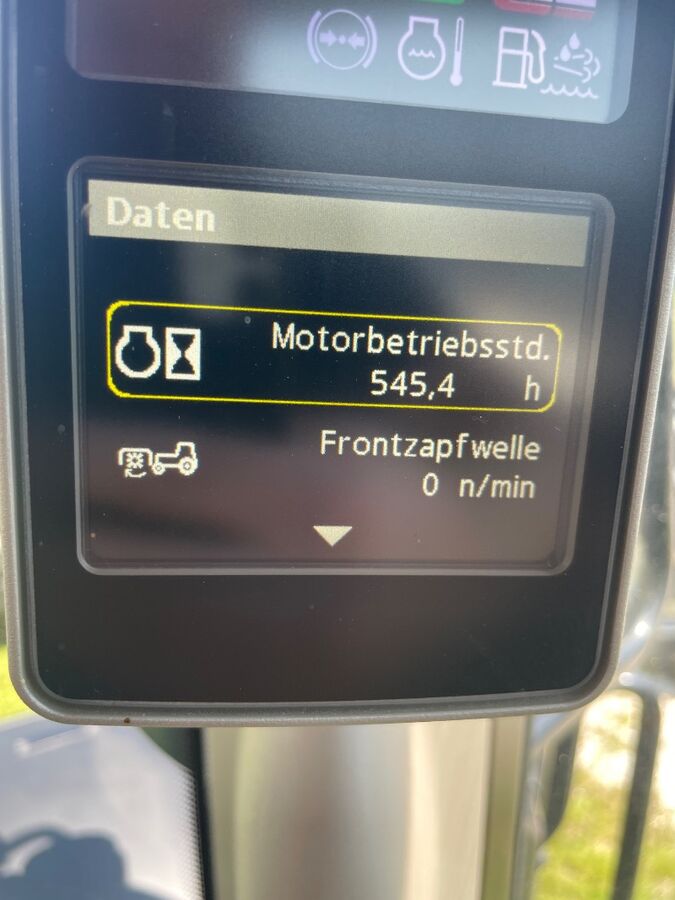 Daten
Motorbetriebsstd.
545,4 h
Frontzapfwelle
0 n/min